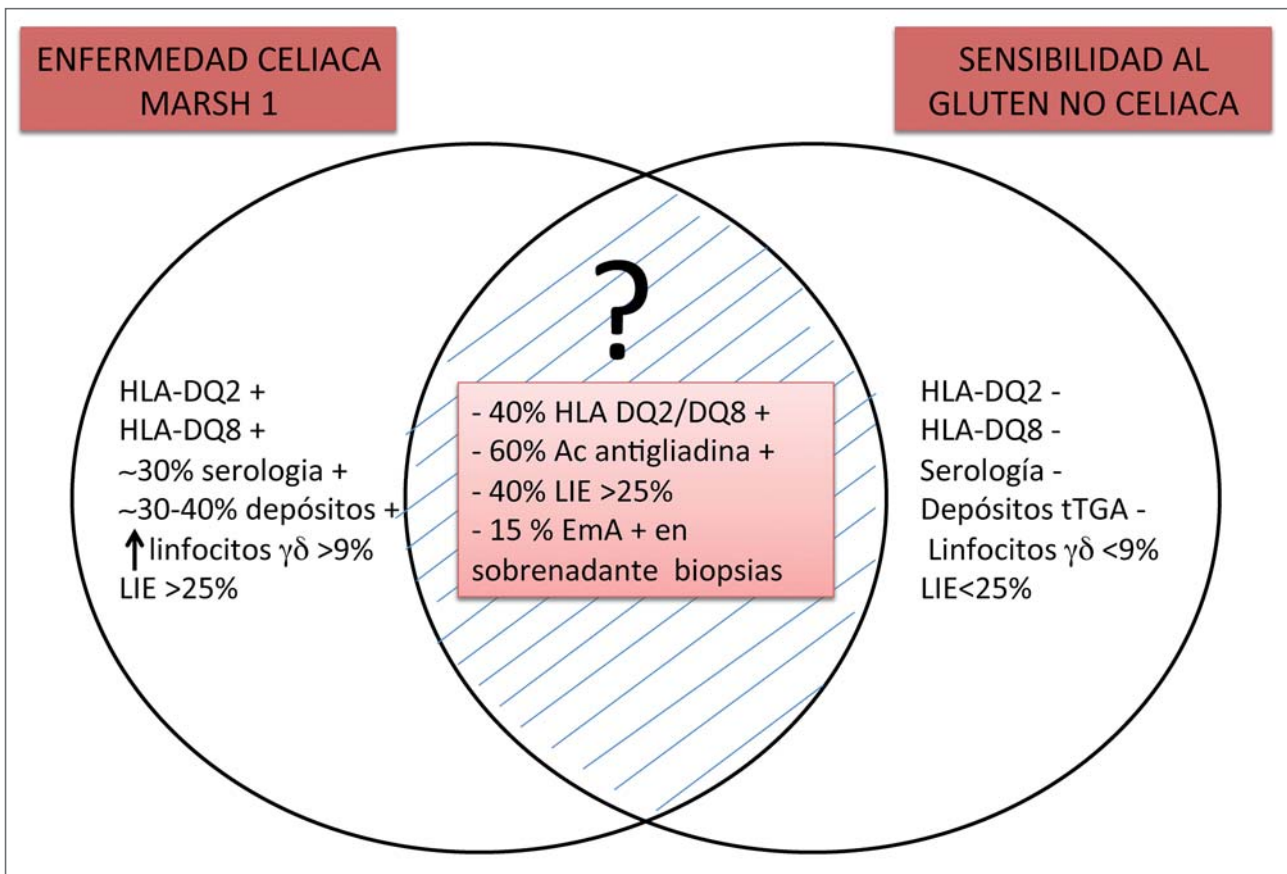 ENFERMEDAD CELIACA
MARSH 1
SENSIBILIDAD AL
GLUTEN NO CELIACA
HLA-DQ2 +
HLA-DQ8 +
~30% serologia +
~30-40% depósitos +
↑ linfocitos γδ >9%
LIE >25%
?
- 40% HLA DQ2/DQ8 +
- 60% Ac antigliadina +
- 40% LIE >25%
- 15 % EmA + en
sobrenadante biopsias
HLA-DQ2 -
HLA-DQ8 -
Serología -
Depósitos tTGA -
Linfocitos γδ <9%
LIE<25%